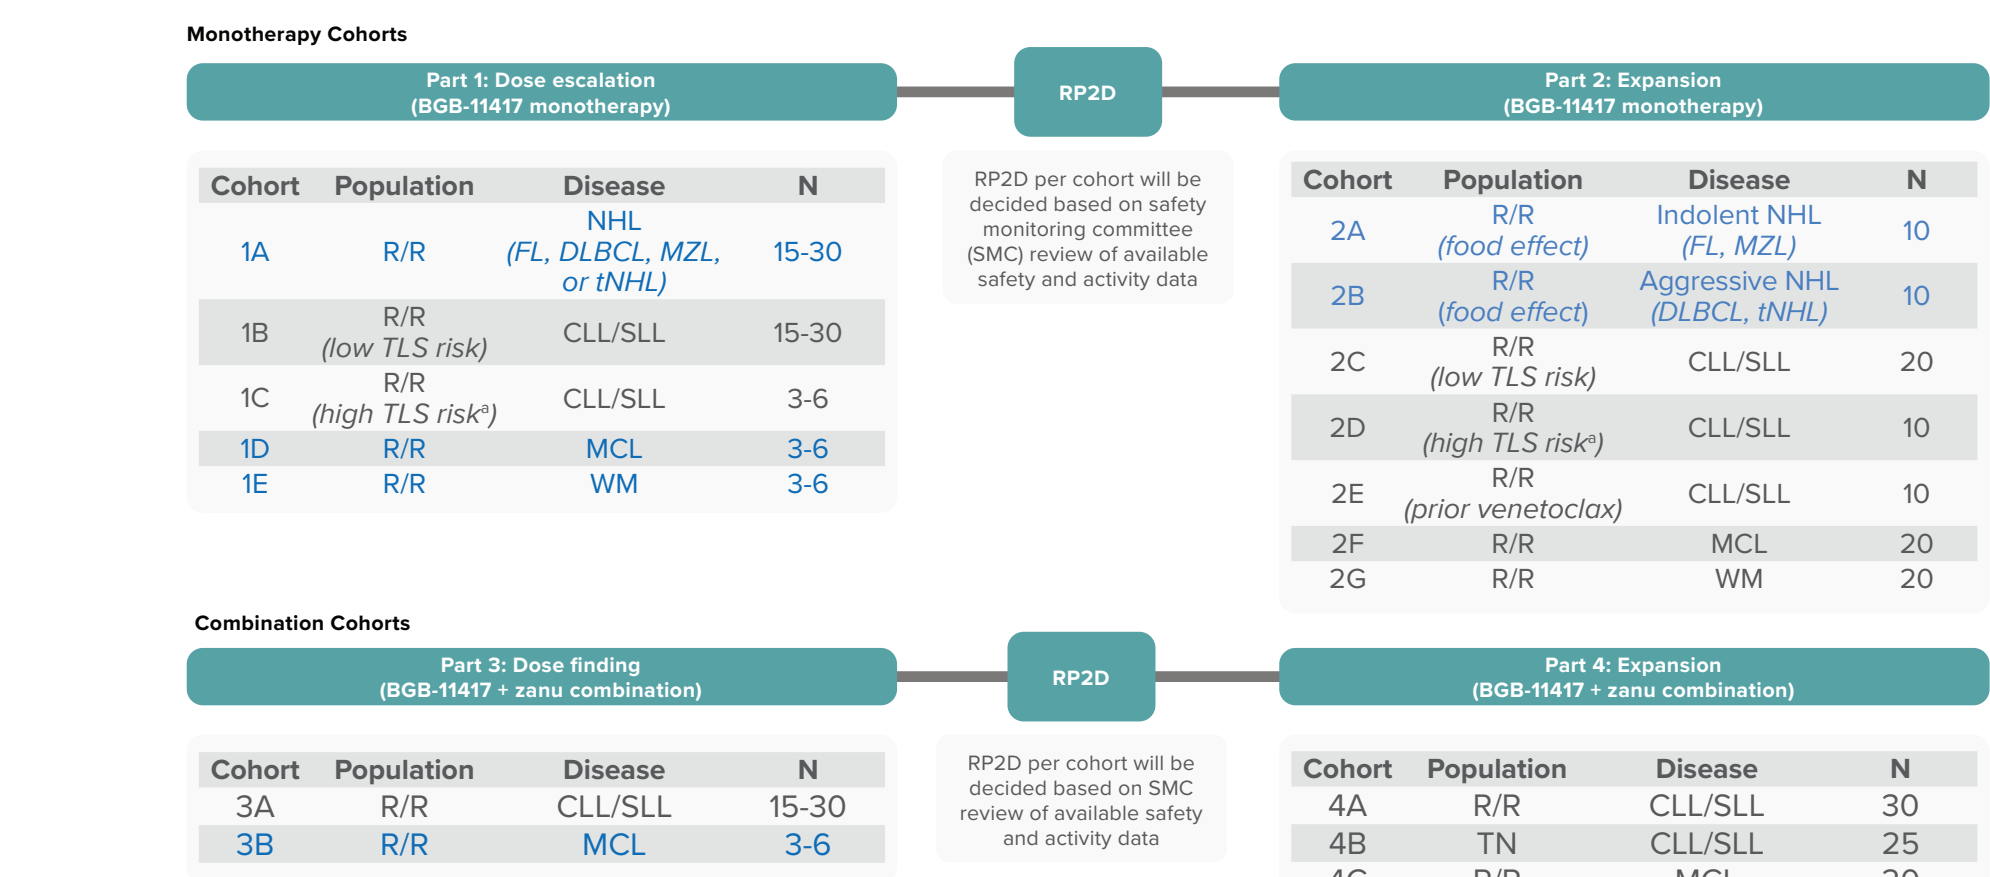 Monotherapy Cohorts
Part 1: Dose escalation
(BGB-11417 monotherapy)
RP2D
Part 2: Expansion
(BGB-11417 monotherapy)
Cohort Population Disease N
1A R/R NHL (FL, DLBCL, MZL, or tNHL) 15-30
1B R/R (low TLS risk) CLL/SLL 15-30
1C R/R (high TLS riskᵃ) CLL/SLL 3-6
1D R/R MCL 3-6
1E R/R WM 3-6
RP2D per cohort will be
decided based on safety
monitoring committee
(SMC) review of available
safety and activity data
Cohort Population Disease N
2A R/R (food effect) Indolent NHL (FL, MZL) 10
2B R/R (food effect) Aggressive NHL (DLBCL, tNHL) 10
2C R/R (low TLS risk) CLL/SLL 20
2D R/R (high TLS riskᵃ) CLL/SLL 10
2E R/R (prior venetoclax) CLL/SLL 10
2F R/R MCL 20
2G R/R WM 20
Combination Cohorts
Part 3: Dose finding
(BGB-11417 + zanu combination)
RP2D
Part 4: Expansion
(BGB-11417 + zanu combination)
Cohort Population Disease N
3A R/R CLL/SLL 15-30
3B R/R MCL 3-6
RP2D per cohort will be
decided based on SMC
review of available safety
and activity data
Cohort Population Disease N
4A R/R CLL/SLL 30
4B TN CLL/SLL 25